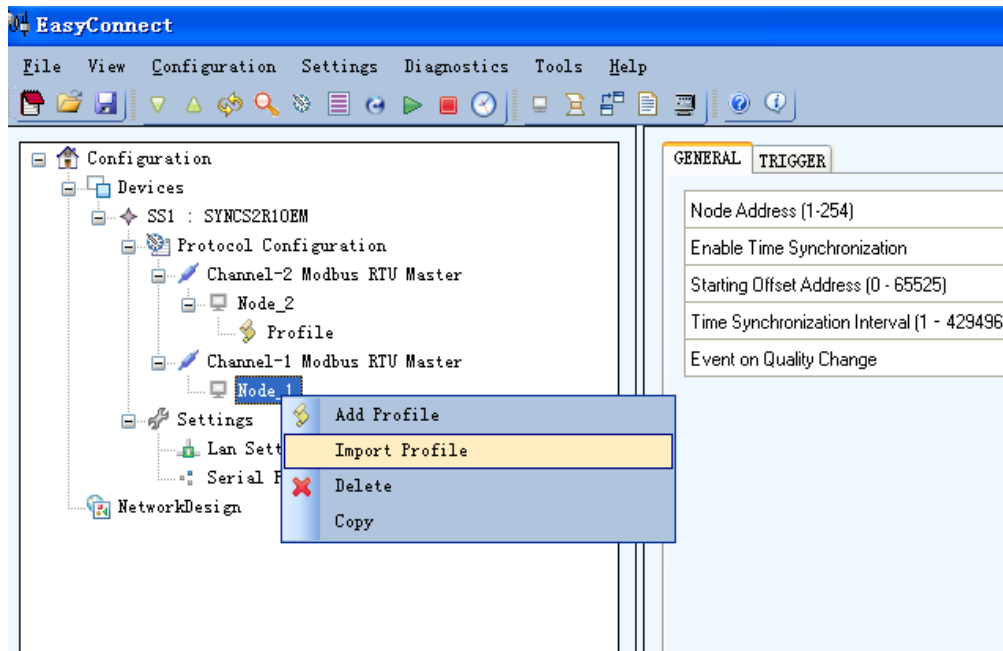 EasyConnect
File View Configuration Settings Diagnostics Tools Help
Configuration
Devices
SS1 : SYNCS2R10EM
Protocol Configuration
Channel-2 Modbus RTU Master
Node_2
Profile
Channel-1 Modbus RTU Master
Node_1
Settings
Lan Sett
Serial
NetworkDesign
Add Profile
Import Profile
Delete
Copy
GENERAL TRIGGER
Node Address (1-254)
Enable Time Synchronization
Starting Offset Address (0 - 65525)
Time Synchronization Interval (1 - 429496
Event on Quality Change